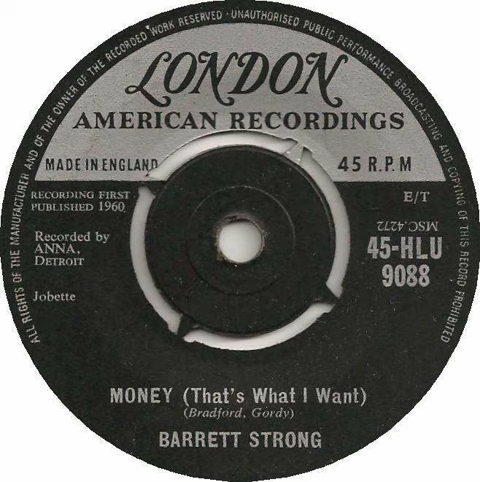 ALL RIGHTS OF THE MANUFACTURER AND OF THE OWNER OF THE RECORDED WORK RESERVED · UNAUTHORISED PUBLIC PERFORMANCE BROADCASTING AND COPYING OF THIS RECORD PROHIBITED
LONDON
AMERICAN RECORDINGS
MADE IN ENGLAND
45 R.P.M
RECORDING FIRST
PUBLISHED 1960
E/T
MSC.4272
Recorded by
ANNA,
DETROIT
45-HLU
9088
Jobette
MONEY (That's What I Want)
(Bradford, Gordy)
BARRETT STRONG